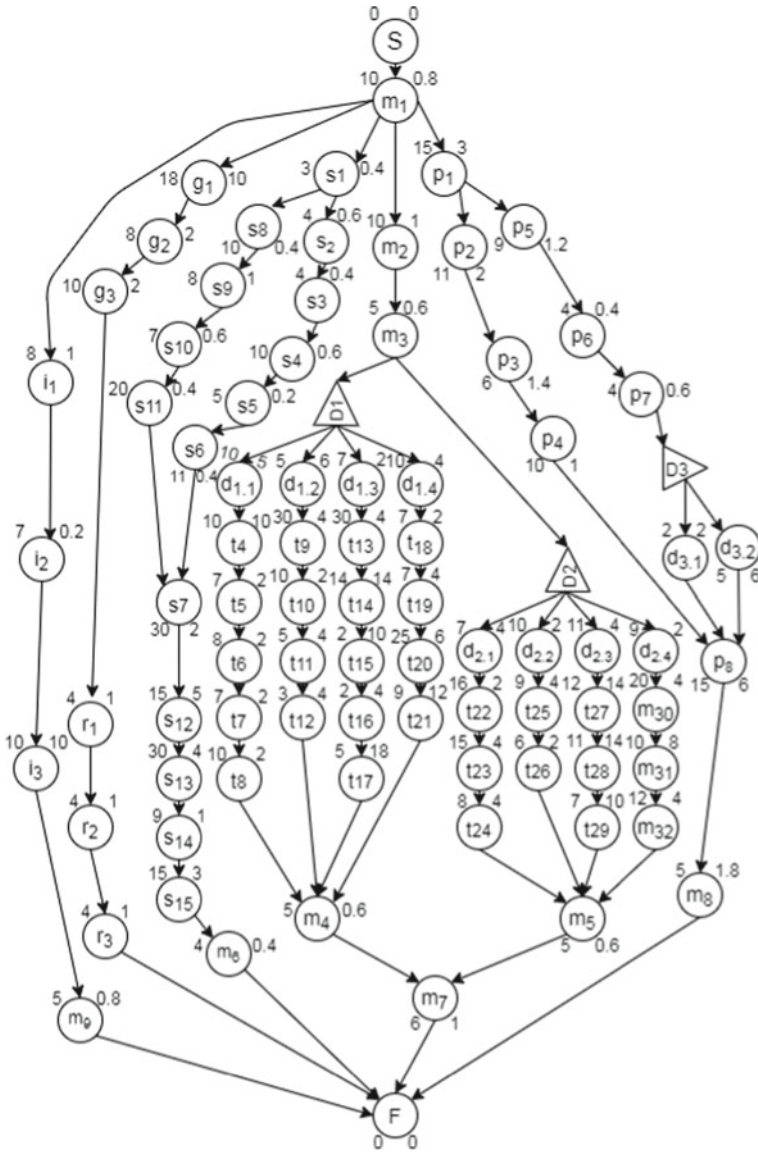 0 0
S
10 0.8
m1
15 3
p1
3 0.4
s1
18 10
g1
10 1
m2
4 0.6
s2
10 0.4
s8
8 2
g2
11 2
p2
9 1.2
p5
8 1
s9
4 0.4
s3
10 2
g3
5 0.6
m3
4 0.4
p6
7 0.6
s10
10 0.6
s4
6 1.4
p3
8 1
i1
20 0.4
s11
5 0.2
s5
D1
4 0.6
p7
11 0.4
s6
10 1
p4
D3
10 5
d1.1
5 6
d1.2
7 2
d1.3
10 4
d1.4
10 10
t4
30 4
t9
30 4
t13
7 2
t18
2 2
d3.1
5 6
d3.2
7 0.2
i2
D2
30 2
s7
7 2
t5
10 2
t10
14 14
t14
7 4
t19
8 2
t6
5 4
t11
2 10
t15
25 6
t20
7 4
d2.1
10 2
d2.2
11 4
d2.3
9 2
d2.4
15 6
p8
4 1
r1
15 5
s12
7 2
t7
3 4
t12
2 4
t16
9 12
t21
16 2
t22
9 4
t25
12 14
t27
20 4
m30
10 10
i3
30 4
s13
10 2
t8
5 18
t17
15 4
t23
6 2
t26
11 14
t28
10 8
m31
4 1
r2
9 1
s14
8 4
t24
7 10
t29
12 4
m32
15 3
s15
5 1.8
m8
4 1
r3
5 0.6
m4
5 0.6
m5
4 0.4
m6
6 1
m7
5 0.8
m9
F
0 0